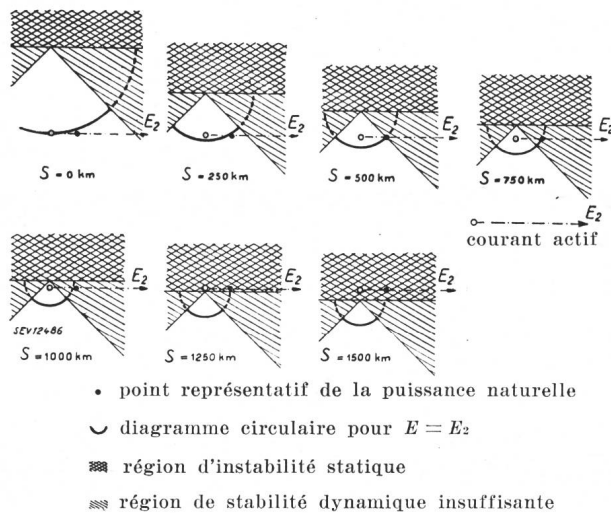 E₂
S = 0 km
E₂
S = 250 km
E₂
S = 500 km
E₂
S = 750 km
E₂
courant actif
E₂
SEV12486
S = 1000 km
E₂
S = 1250 km
E₂
S = 1500 km
• point représentatif de la puissance naturelle
diagramme circulaire pour E = E₂
région d'instabilité statique
région de stabilité dynamique insuffisante